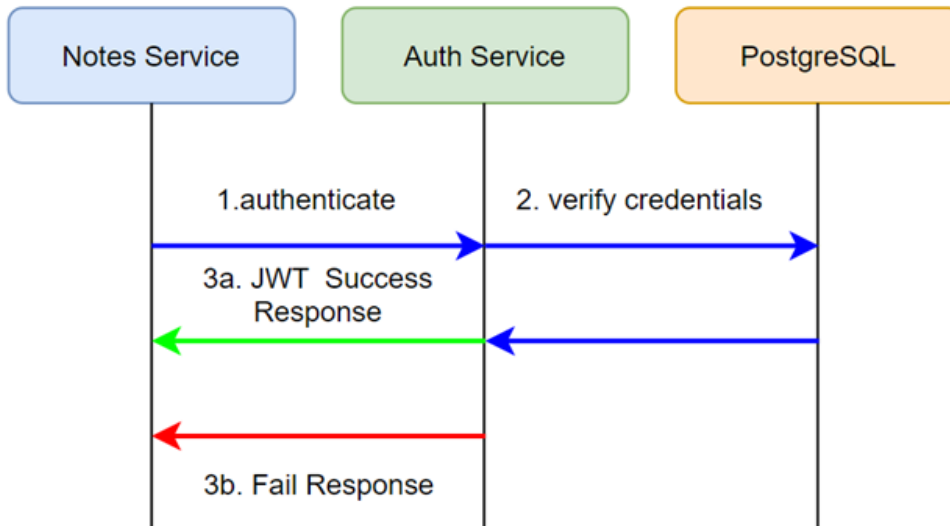 Notes Service
Auth Service
PostgreSQL
1.authenticate
2. verify credentials
3a. JWT  Success
Response
3b. Fail Response